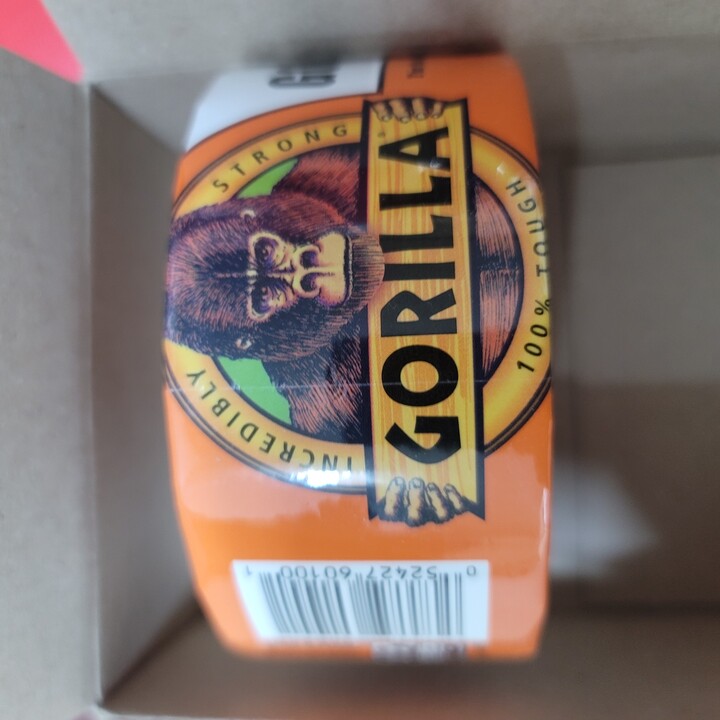 INCREDIBLY STRONG
GORILLA
100% TOUGH
0 52427 60100 1